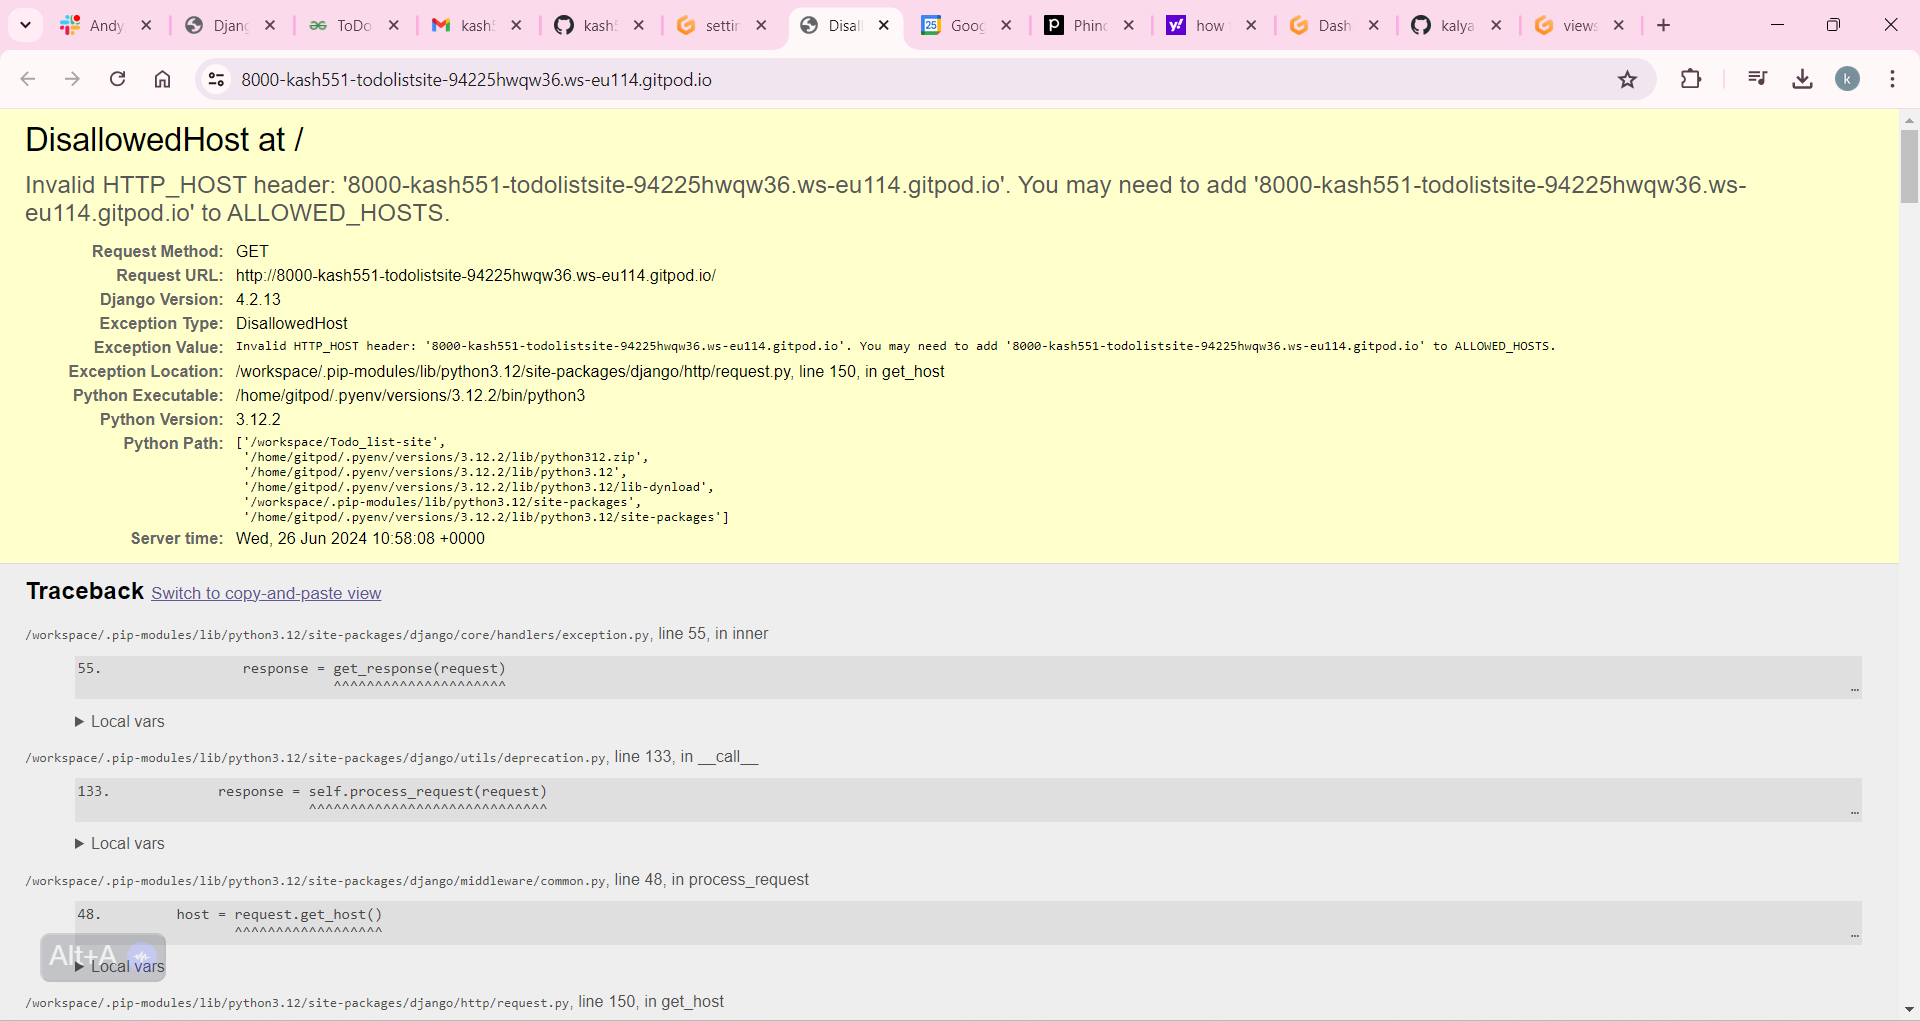 Andy
Djang
ToDo
kash5
kash5
settin
Disall
25
Goog
p
Phind
y!
how
Dash
kalya
views
8000-kash551-todolistsite-94225hwqw36.ws-eu114.gitpod.io
k
DisallowedHost at /
Invalid HTTP_HOST header: '8000-kash551-todolistsite-94225hwqw36.ws-eu114.gitpod.io'. You may need to add '8000-kash551-todolistsite-94225hwqw36.ws-
eu114.gitpod.io' to ALLOWED_HOSTS.
Request Method: GET
Request URL: http://8000-kash551-todolistsite-94225hwqw36.ws-eu114.gitpod.io/
Django Version: 4.2.13
Exception Type: DisallowedHost
Exception Value: Invalid HTTP_HOST header: '8000-kash551-todolistsite-94225hwqw36.ws-eu114.gitpod.io'. You may need to add '8000-kash551-todolistsite-94225hwqw36.ws-eu114.gitpod.io' to ALLOWED_HOSTS.
Exception Location: /workspace/.pip-modules/lib/python3.12/site-packages/django/http/request.py, line 150, in get_host
Python Executable: /home/gitpod/.pyenv/versions/3.12.2/bin/python3
Python Version: 3.12.2
Python Path: ['/workspace/Todo_list-site',
'/home/gitpod/.pyenv/versions/3.12.2/lib/python312.zip',
'/home/gitpod/.pyenv/versions/3.12.2/lib/python3.12',
'/home/gitpod/.pyenv/versions/3.12.2/lib/python3.12/lib-dynload',
'/workspace/.pip-modules/lib/python3.12/site-packages',
'/home/gitpod/.pyenv/versions/3.12.2/lib/python3.12/site-packages']
Server time: Wed, 26 Jun 2024 10:58:08 +0000
Traceback Switch to copy-and-paste view
/workspace/.pip-modules/lib/python3.12/site-packages/django/core/handlers/exception.py, line 55, in inner
55. response = get_response(request)
^^^^^^^^^^^^^^^^^^^^^
…
▶ Local vars
/workspace/.pip-modules/lib/python3.12/site-packages/django/utils/deprecation.py, line 133, in __call__
133. response = self.process_request(request)
^^^^^^^^^^^^^^^^^^^^^^^^^^^^^
…
▶ Local vars
/workspace/.pip-modules/lib/python3.12/site-packages/django/middleware/common.py, line 48, in process_request
48. host = request.get_host()
^^^^^^^^^^^^^^^^^^
…
Alt+A
▶ Local vars
/workspace/.pip-modules/lib/python3.12/site-packages/django/http/request.py, line 150, in get_host